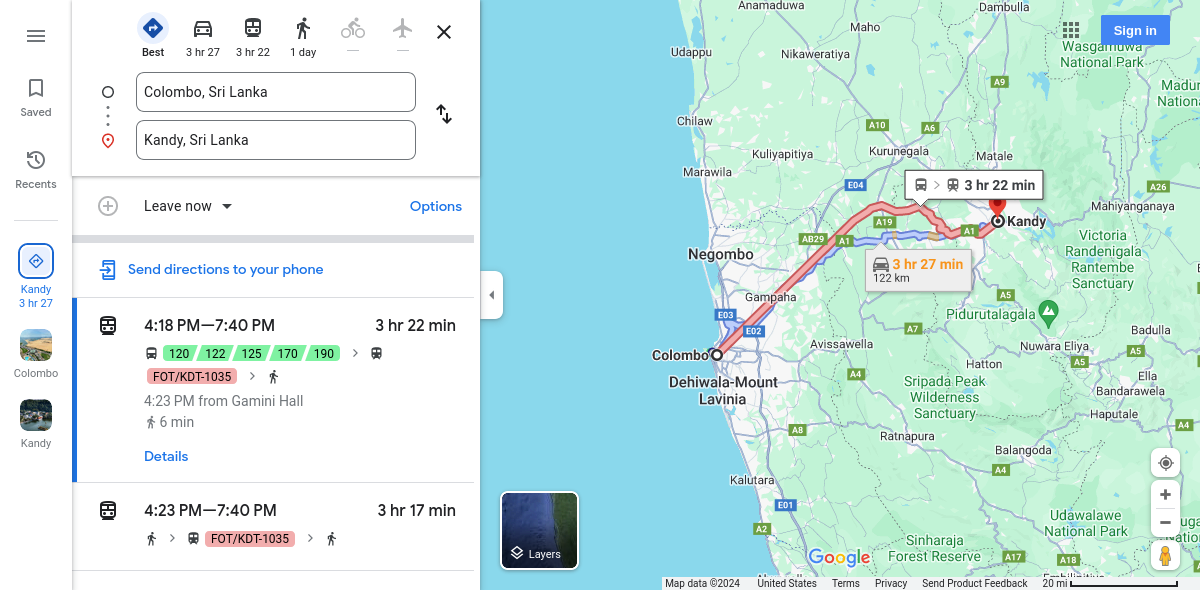 Saved
Recents
Kandy
3 hr 27
Colombo
Kandy
Best
3 hr 27
3 hr 22
1 day
—
—
Colombo, Sri Lanka
Kandy, Sri Lanka
Leave now
Options
Send directions to your phone
4:18 PM—7:40 PM
3 hr 22 min
120 122 125 170 190
FOT/KDT-1035
4:23 PM from Gamini Hall
6 min
Details
4:23 PM—7:40 PM
3 hr 17 min
FOT/KDT-1035
Layers
Sign in
Anamaduwa
Maho
Dambulla
Udappu
Nikaweratiya
Wasgamuwa
National Park
A9
Chilaw
A10
A6
Kuliyapitiya
Kurunegala
Matale
Marawila
E04
3 hr 22 min
A26
Mahiyanganaya
A19
Kandy
AB29
A1
A1
Negombo
3 hr 27 min
122 km
Victoria
Randenigala
Rantembe
Sanctuary
Gampaha
A5
E03
E02
Pidurutalagala
A7
Badulla
Avissawella
Nuwara Eliya
A5
Colombo
A5
Hatton
A4
Ella
Dehiwala-Mount
Lavinia
Sripada Peak
Wilderness
Sanctuary
Bandarawela
Haputale
A8
Ratnapura
A4
Balangoda
A4
Kalutara
E01
A2
Udawalawe
National Park
Sinharaja
Forest Reserve
A17
A18
Google
Map data ©2024
United States
Terms
Privacy
Send Product Feedback
20 mi